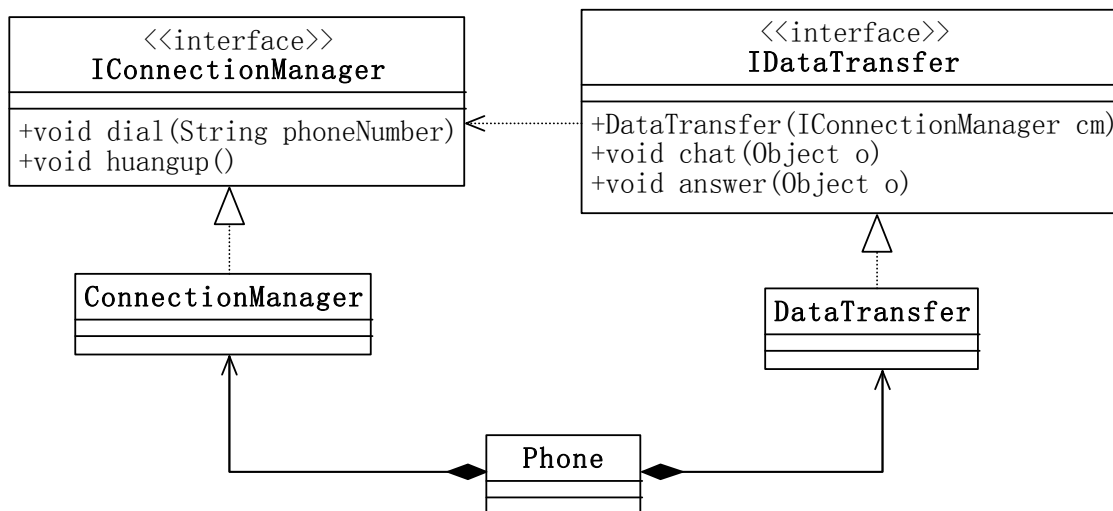 <<interface>>
IConnectionManager
+void dial(String phoneNumber)
+void huangup()
<<interface>>
IDataTransfer
+DataTransfer(IConnectionManager cm)
+void chat(Object o)
+void answer(Object o)
ConnectionManager
DataTransfer
Phone